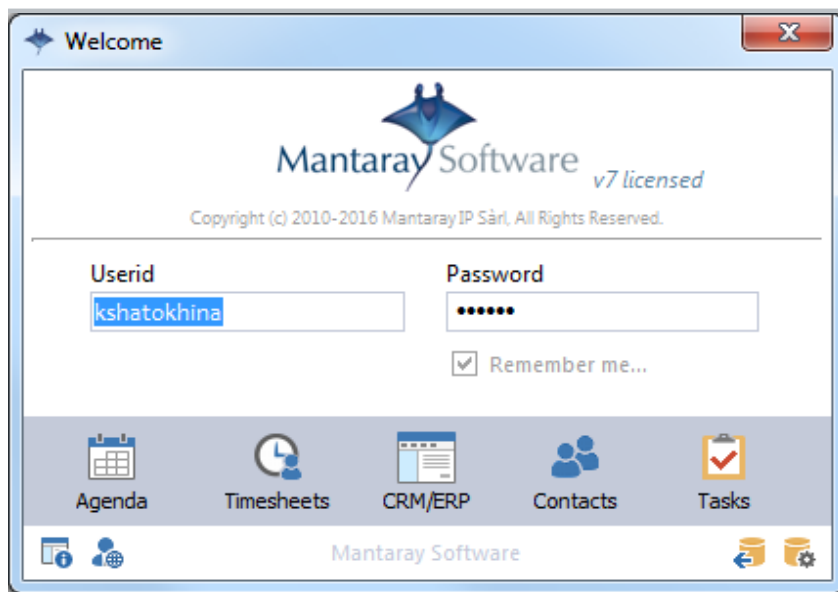 Welcome
Mantaray Software
v7 licensed
Copyright (c) 2010-2016 Mantaray IP Sàrl, All Rights Reserved.
Userid
Password
kshatokhina
••••••
Remember me...
Agenda
Timesheets
CRM/ERP
Contacts
Tasks
Mantaray Software